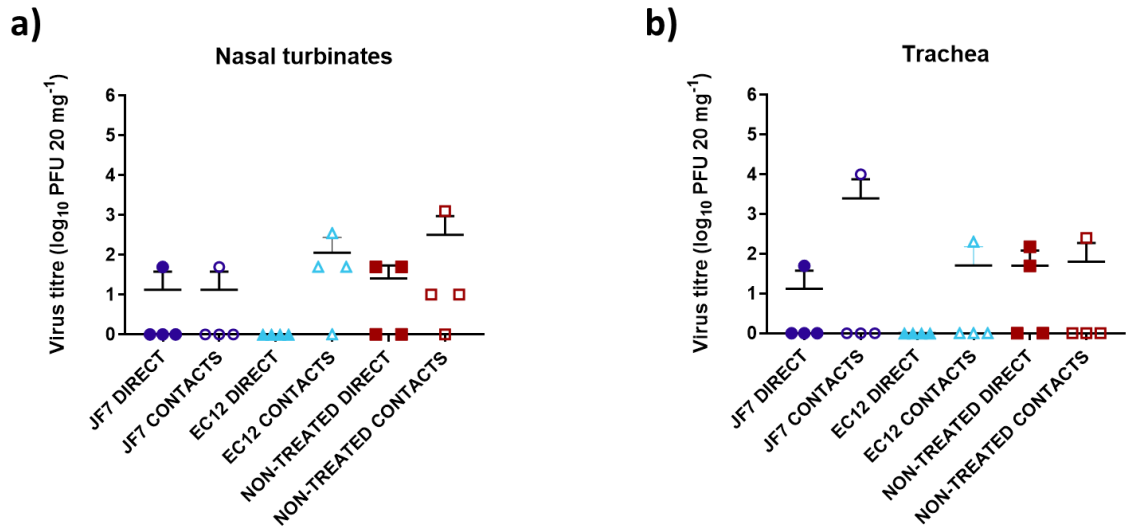 a)
Nasal turbinates
Virus titre (log10 PFU 20 mg-1)
6
5
4
3
2
1
0
JF7 DIRECT
JF7 CONTACTS
EC12 DIRECT
EC12 CONTACTS
NON-TREATED DIRECT
NON-TREATED CONTACTS
b)
Trachea
Virus titre (log10 PFU 20 mg-1)
6
5
4
3
2
1
0
JF7 DIRECT
JF7 CONTACTS
EC12 DIRECT
EC12 CONTACTS
NON-TREATED DIRECT
NON-TREATED CONTACTS